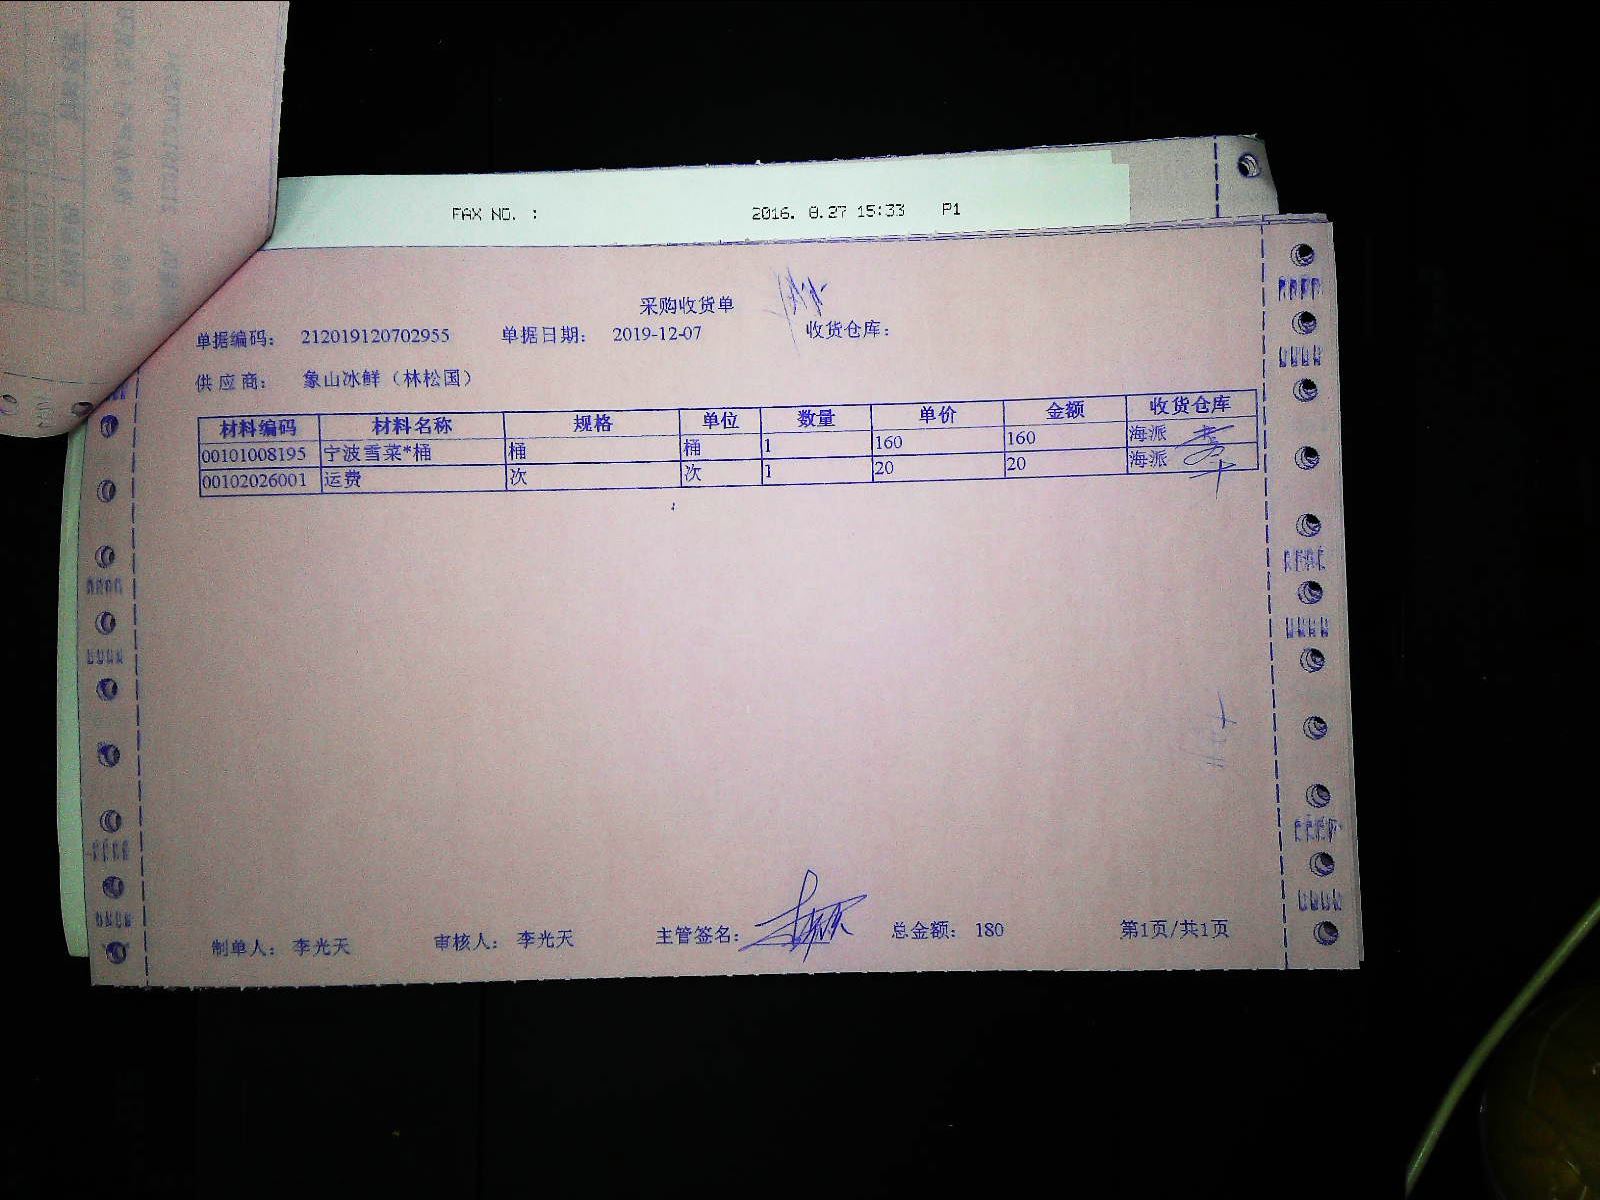 FAX NO. : 2016. 8.27 15:33 P1
采购收货单
单据编码： 212019120702955 单据日期： 2019-12-07 收货仓库：
供应商： 象山冰鲜（林松国）
材料编码 材料名称 规格 单位 数量 单价 金额 收货仓库
00101008195 宁波雪菜*桶 桶 桶 1 160 160 海派
00102026001 运费 次 次 1 20 20 海派
制单人： 李光天 审核人： 李光天 主管签名： 总金额： 180 第1页/共1页